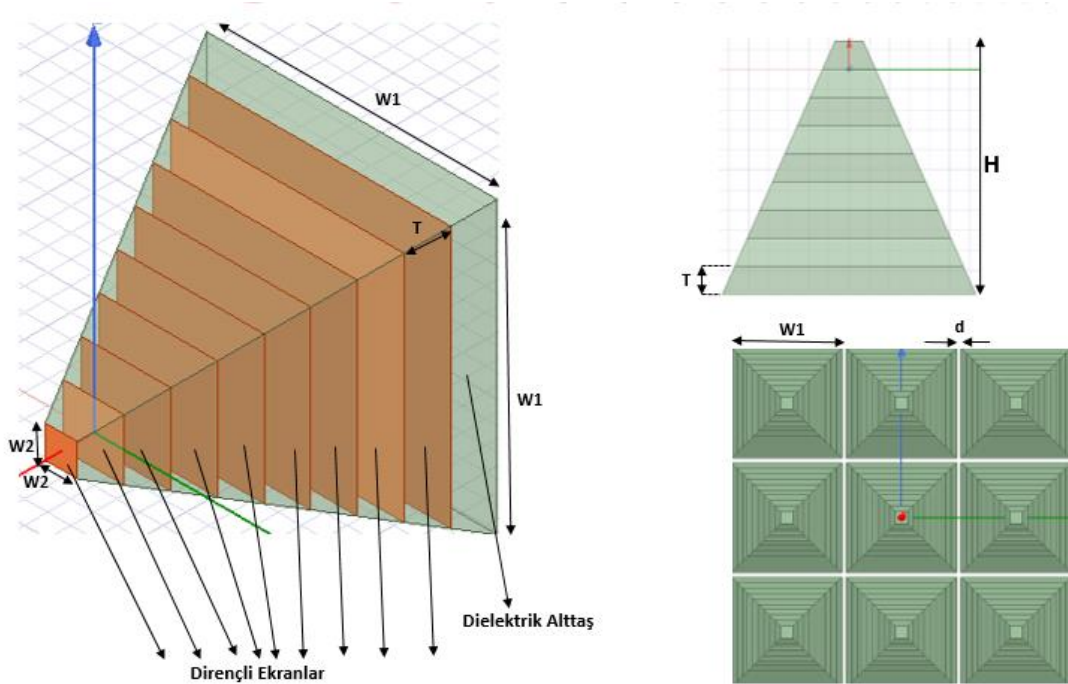 W1
T
W1
W2
W2
Dielektrik Alttaş
Dirençli Ekranlar
H
T
W1
d